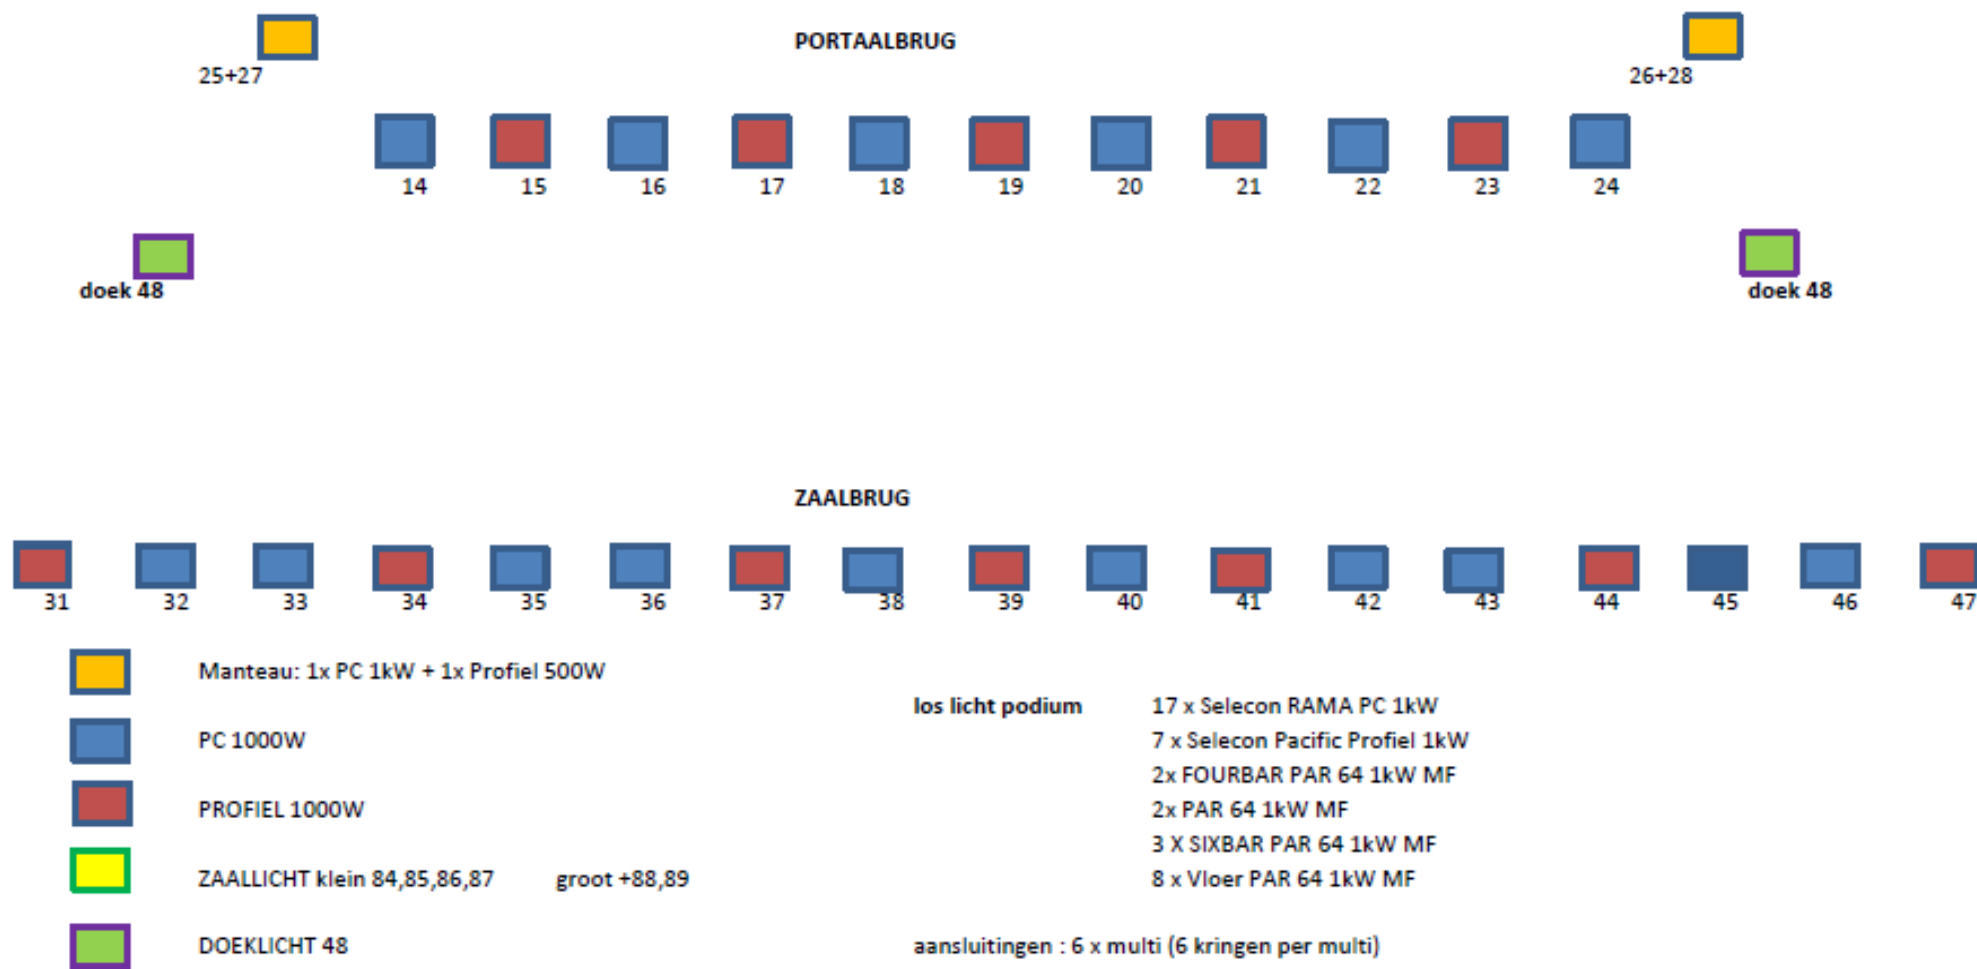 PORTAALBRUG
25+27
26+28
14 15 16 17 18 19 20 21 22 23 24
doek 48
doek 48
ZAALBRUG
31 32 33 34 35 36 37 38 39 40 41 42 43 44 45 46 47
Manteau: 1x PC 1kW + 1x Profiel 500W
PC 1000W
PROFIEL 1000W
ZAALLICHT klein 84,85,86,87 groot +88,89
DOEKLICHT 48
los licht podium 17 x Selecon RAMA PC 1kW
7 x Selecon Pacific Profiel 1kW
2x FOURBAR PAR 64 1kW MF
2x PAR 64 1kW MF
3 X SIXBAR PAR 64 1kW MF
8 x Vloer PAR 64 1kW MF
aansluitingen : 6 x multi (6 kringen per multi)